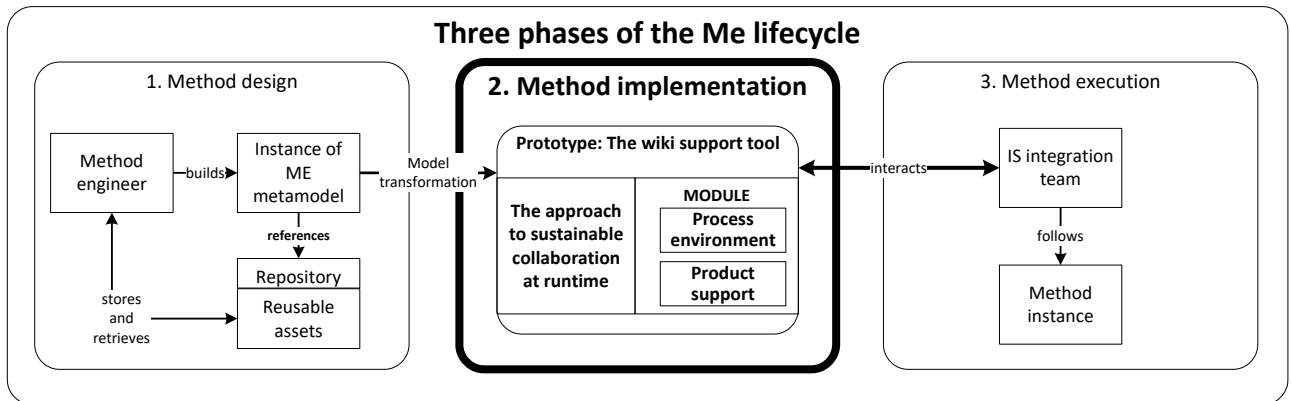 Three phases of the Me lifecycle
1. Method design
Method
engineer
builds
Instance of
ME
metamodel
references
Repository
Reusable
assets
stores
and
retrieves
Model
transformation
2. Method implementation
Prototype: The wiki support tool
The approach
to sustainable
collaboration
at runtime
MODULE
Process
environment
Product
support
interacts
3. Method execution
IS integration
team
follows
Method
instance